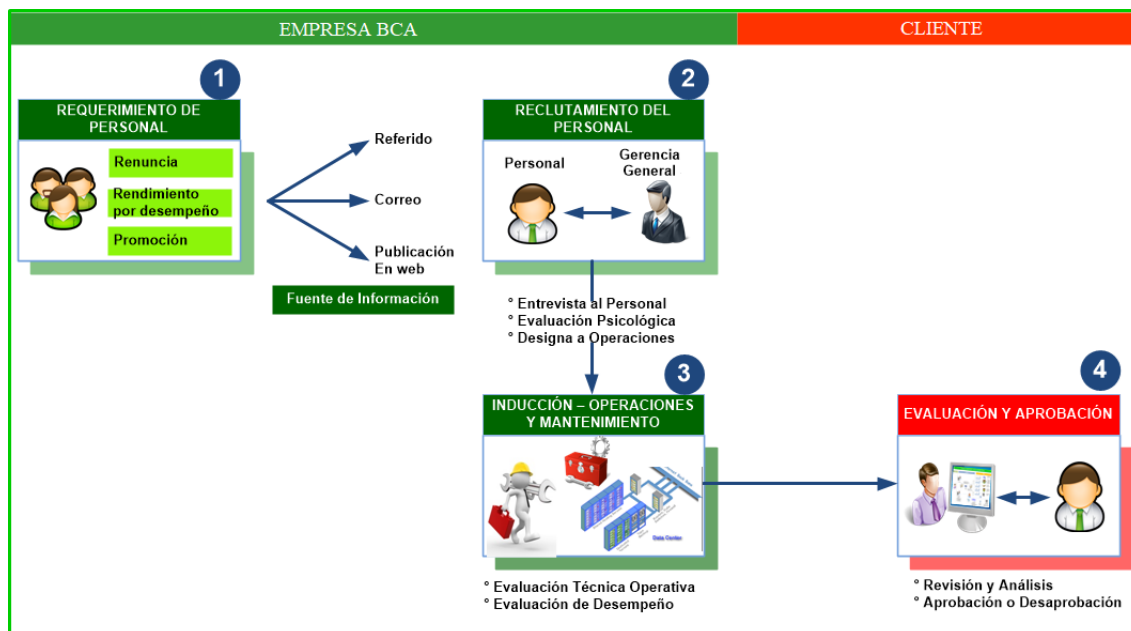 EMPRESA BCA
CLIENTE
1
REQUERIMIENTO DE
PERSONAL
Renuncia
Rendimiento
por desempeño
Promoción
Referido
Correo
Publicación
En web
Fuente de Información
2
RECLUTAMIENTO DEL
PERSONAL
Personal
Gerencia
General
° Entrevista al Personal
° Evaluación Psicológica
° Designa a Operaciones
3
INDUCCIÓN – OPERACIONES
Y MANTENIMIENTO
Data Center
° Evaluación Técnica Operativa
° Evaluación de Desempeño
4
EVALUACIÓN Y APROBACIÓN
° Revisión y Análisis
° Aprobación o Desaprobación